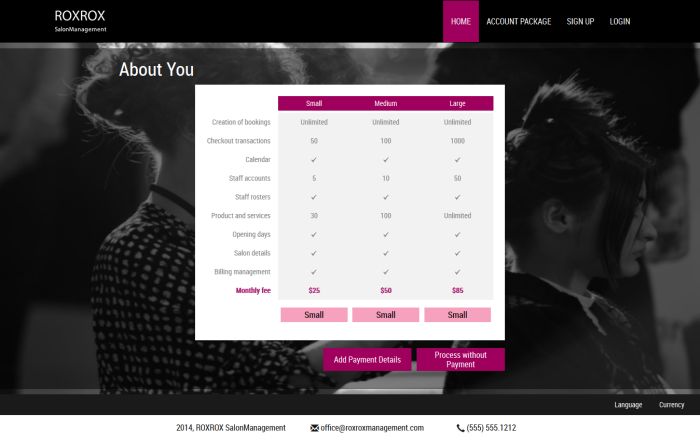 ROXROX
SalonManagement
HOME ACCOUNT PACKAGE SIGN UP LOGIN
About You
Small Medium Large
Creation of bookings Unlimited Unlimited Unlimited
Checkout transactions 50 100 1000
Calendar ✓ ✓ ✓
Staff accounts 5 10 50
Staff rosters ✓ ✓ ✓
Product and services 30 100 Unlimited
Opening days ✓ ✓ ✓
Salon details ✓ ✓ ✓
Billing management ✓ ✓ ✓
Monthly fee $25 $50 $85
Small Small Small
Add Payment Details
Process without
Payment
Language Currency
2014, ROXROX SalonManagement office@roxroxmanagement.com (555) 555.1212